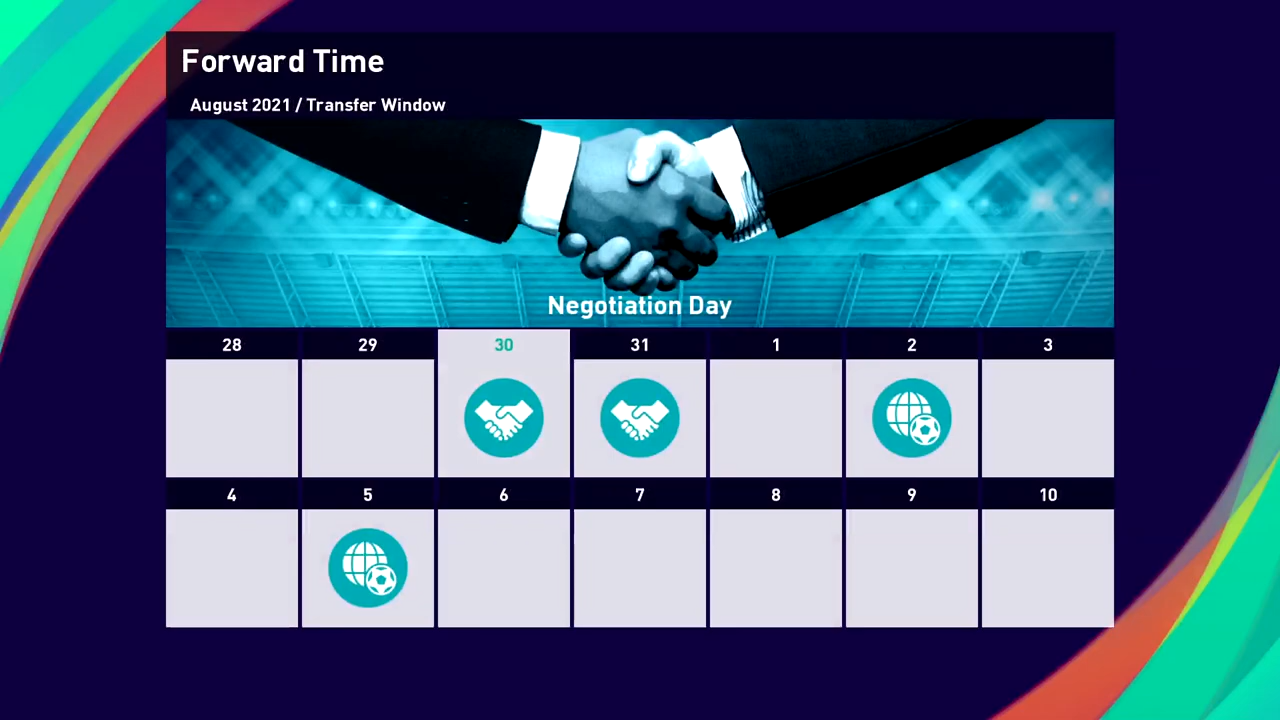 Forward Time
August 2021 / Transfer Window
Negotiation Day
28 29 30 31 1 2 3
4 5 6 7 8 9 10